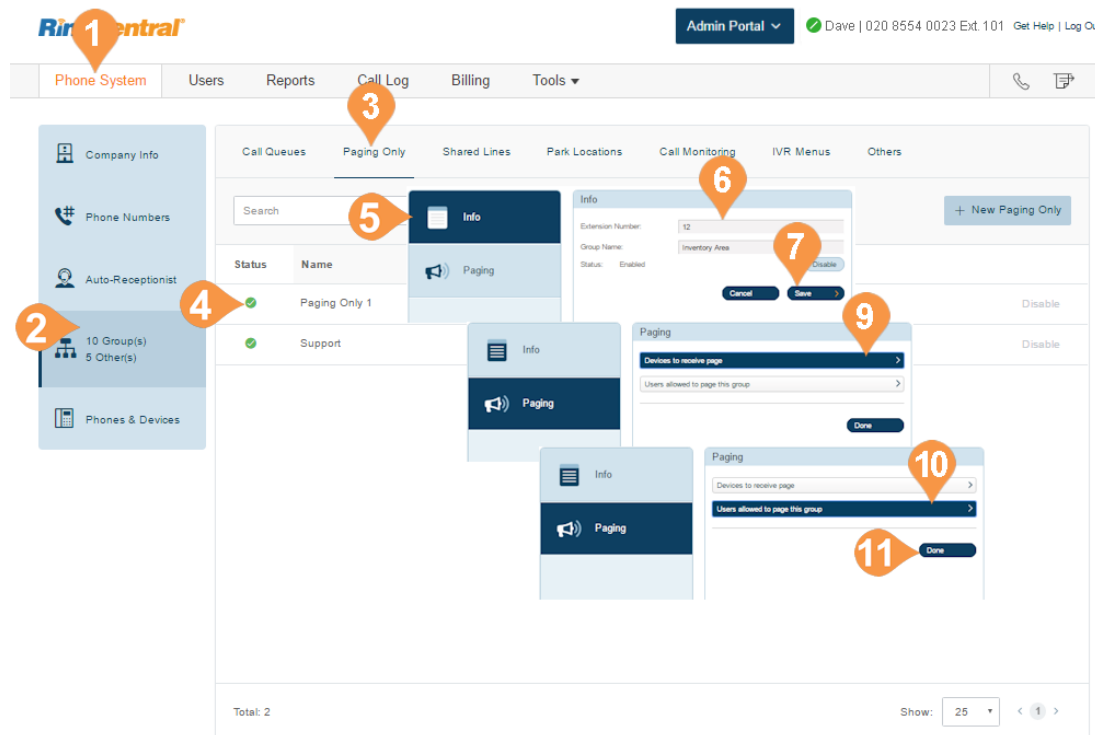 RingCentral®
1
Admin Portal
Dave | 020 8554 0023 Ext. 101 Get Help | Log Ou
Phone System Users Reports Call Log Billing Tools
3
Company Info
Phone Numbers
Auto-Receptionist
2
10 Group(s)
5 Other(s)
Phones & Devices
Call Queues Paging Only Shared Lines Park Locations Call Monitoring IVR Menus Others
Search
+ New Paging Only
Status Name
4
Paging Only 1 Disable
Support Disable
5
Info
Paging
Info
6
Extension Number: 12
Group Name: Inventory Area
7
Status: Enabled Disable
Cancel Save
Info
Paging
Paging
9
Devices to receive page
Users allowed to page this group
Done
Info
Paging
Paging
10
Devices to receive page
Users allowed to page this group
11
Done
Total: 2
Show: 25 < 1 >